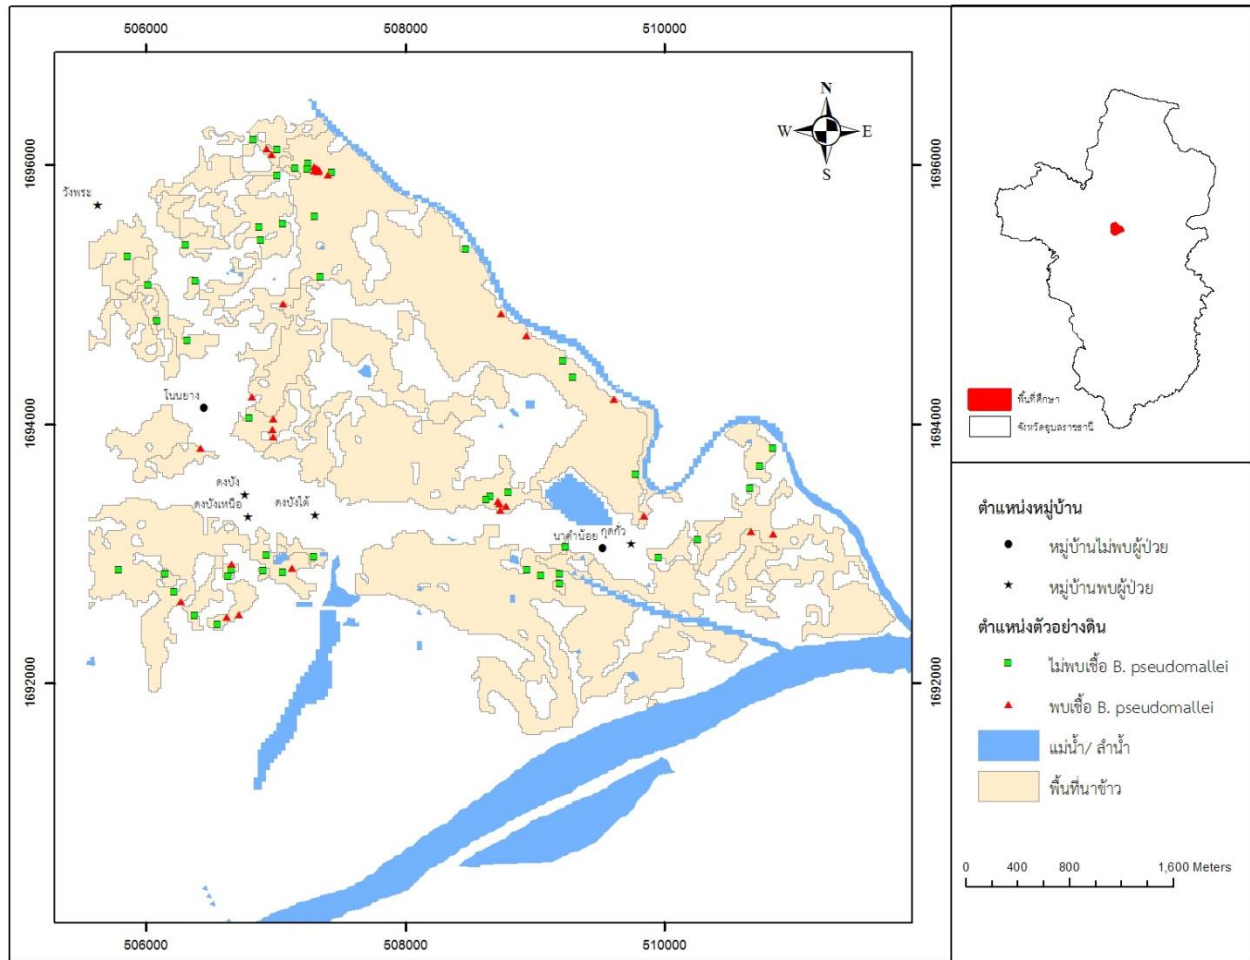 506000
508000
510000
N
W
E
S
1696000
1696000
วังพระ
โนนยาง
1694000
1694000
ดงบัง
ดงบังเหนือ
ดงบังใต้
นาคำน้อย
กุดกั่ว
1692000
1692000
506000
508000
510000
พื้นที่ศึกษา
จังหวัดอุบลราชธานี
ตำแหน่งหมู่บ้าน
หมู่บ้านไม่พบผู้ป่วย
หมู่บ้านพบผู้ป่วย
ตำแหน่งตัวอย่างดิน
ไม่พบเชื้อ B. pseudomallei
พบเชื้อ B. pseudomallei
แม่น้ำ/ ลำน้ำ
พื้นที่นาข้าว
0 400 800 1,600 Meters